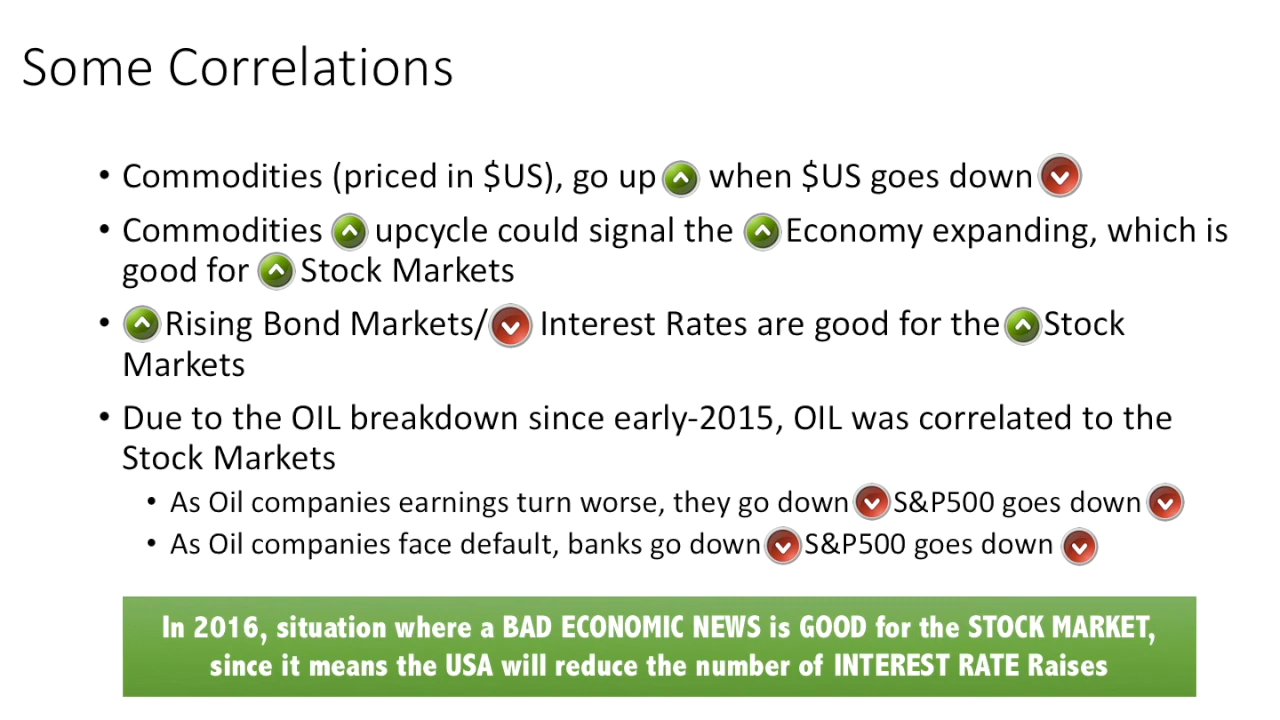 Some Correlations
• Commodities (priced in $US), go up when $US goes down
• Commodities upcycle could signal the Economy expanding, which is
good for Stock Markets
• Rising Bond Markets/ Interest Rates are good for the Stock
Markets
• Due to the OIL breakdown since early-2015, OIL was correlated to the
Stock Markets
• As Oil companies earnings turn worse, they go down S&P500 goes down
• As Oil companies face default, banks go down S&P500 goes down
In 2016, situation where a BAD ECONOMIC NEWS is GOOD for the STOCK MARKET,
since it means the USA will reduce the number of INTEREST RATE Raises